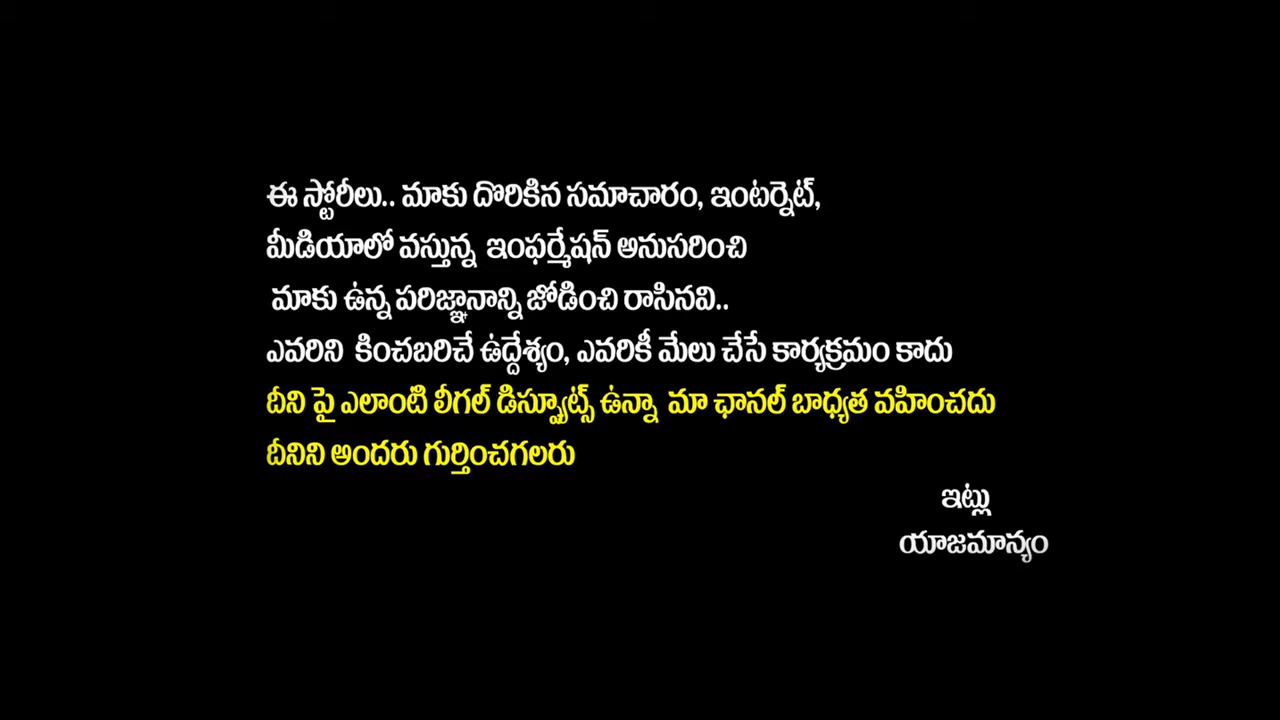 ఈ స్టోరీలు.. మాకు దొరికిన సమాచారం, ఇంటర్నెట్,
మీడియాలో వస్తున్న ఇంఫర్మేషన్ అనుసరించి
మాకు ఉన్న పరిజ్ఞానాన్ని జోడించి రాసినవి..
ఎవరిని కించబరిచే ఉద్దేశ్యం, ఎవరికీ మేలు చేసే కార్యక్రమం కాదు
దీని పై ఎలాంటి లీగల్ డిస్ప్యూట్స్ ఉన్నా మా ఛానల్ బాధ్యత వహించదు
దీనిని అందరు గుర్తించగలరు
ఇట్లు
యాజమాన్యం